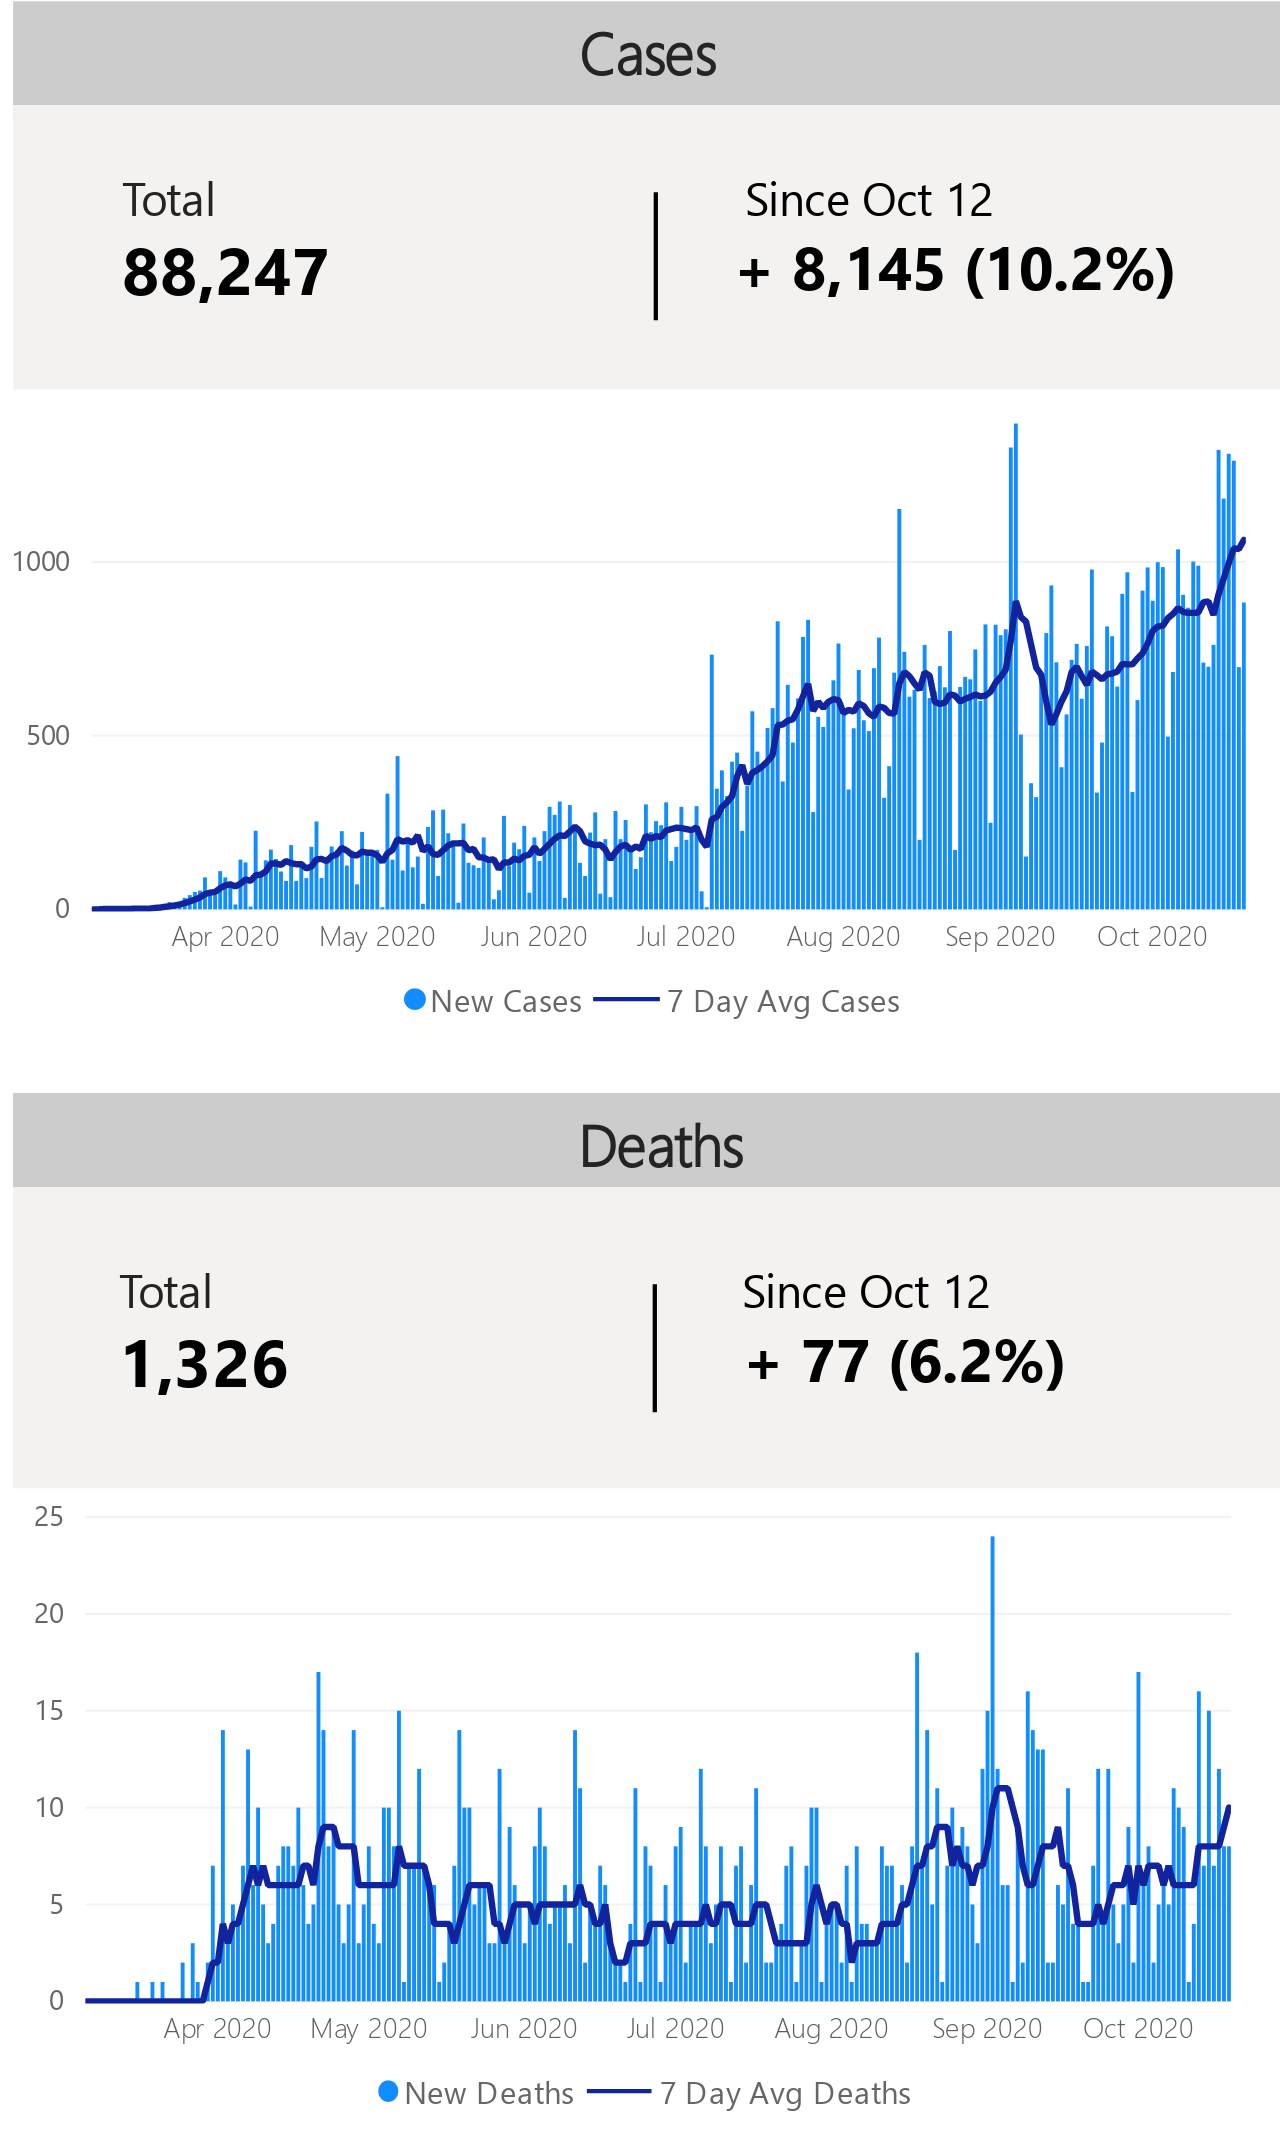 Cases
Total
Since Oct 12
88,247
+ 8,145 (10.2%)
1000
500
0
Apr 2020 May 2020 Jun 2020 Jul 2020 Aug 2020 Sep 2020 Oct 2020
New Cases 7 Day Avg Cases
Deaths
Total
Since Oct 12
1,326
+ 77 (6.2%)
25
20
15
10
5
0
Apr 2020 May 2020 Jun 2020 Jul 2020 Aug 2020 Sep 2020 Oct 2020
New Deaths 7 Day Avg Deaths